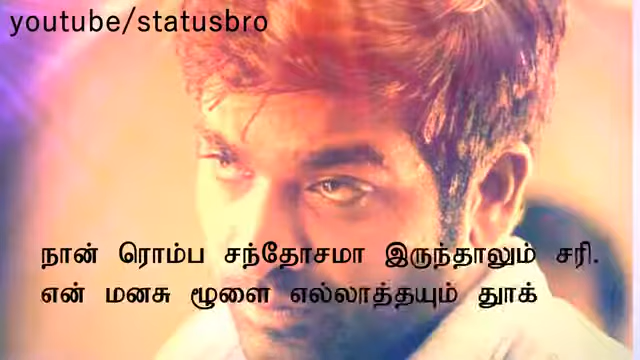 youtube/statusbro
நான் ரொம்ப சந்தோசமா இருந்தாலும் சரி.
என் மனசு மூளை எல்லாத்தயும் தூக்